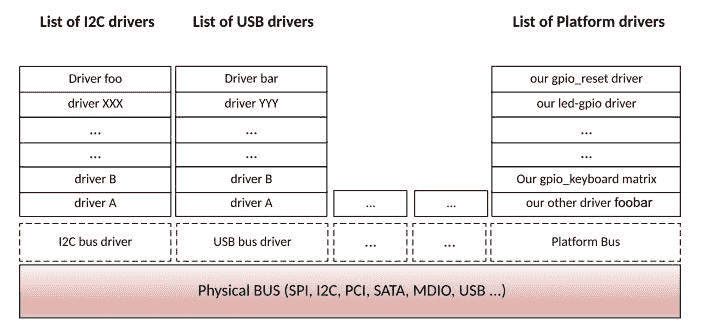 List of I2C drivers
List of USB drivers
List of Platform drivers
Driver foo
Driver bar
our gpio_reset driver
driver XXX
driver YYY
our led-gpio driver
...
...
...
...
...
...
driver B
driver B
Our gpio_keyboard matrix
driver A
driver A
...
...
our other driver foobar
I2C bus driver
USB bus driver
...
...
Platform Bus
Physical BUS (SPI, I2C, PCI, SATA, MDIO, USB ...)